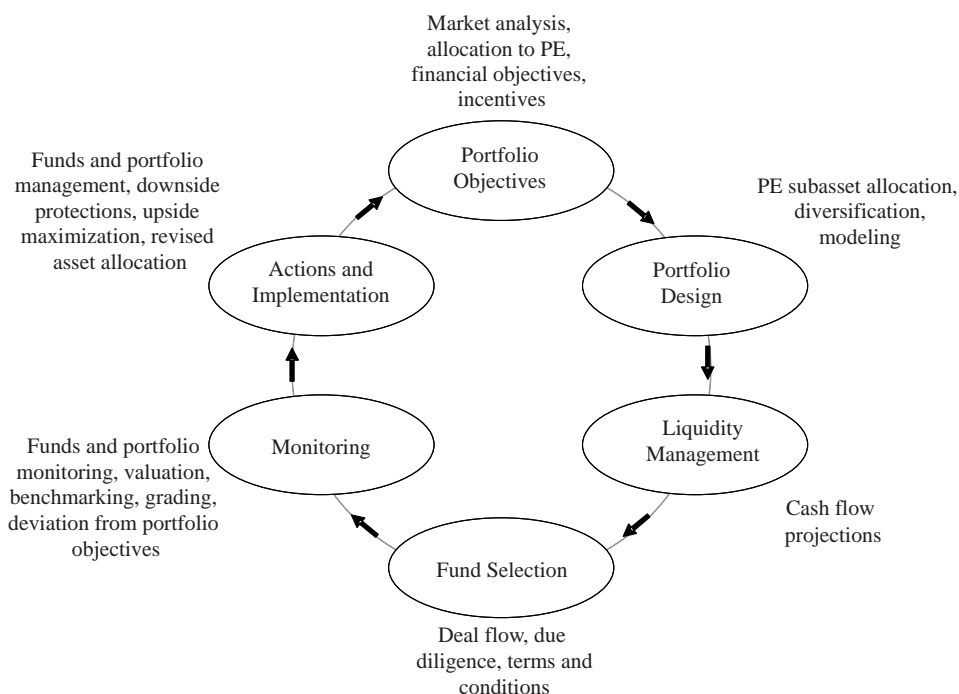 Market analysis,
allocation to PE,
financial objectives,
incentives
Portfolio
Objectives
PE subasset allocation,
diversification,
modeling
Portfolio
Design
Liquidity
Management
Cash flow
projections
Fund Selection
Deal flow, due
diligence, terms and
conditions
Monitoring
Funds and portfolio
monitoring, valuation,
benchmarking, grading,
deviation from portfolio
objectives
Actions and
Implementation
Funds and portfolio
management, downside
protections, upside
maximization, revised
asset allocation